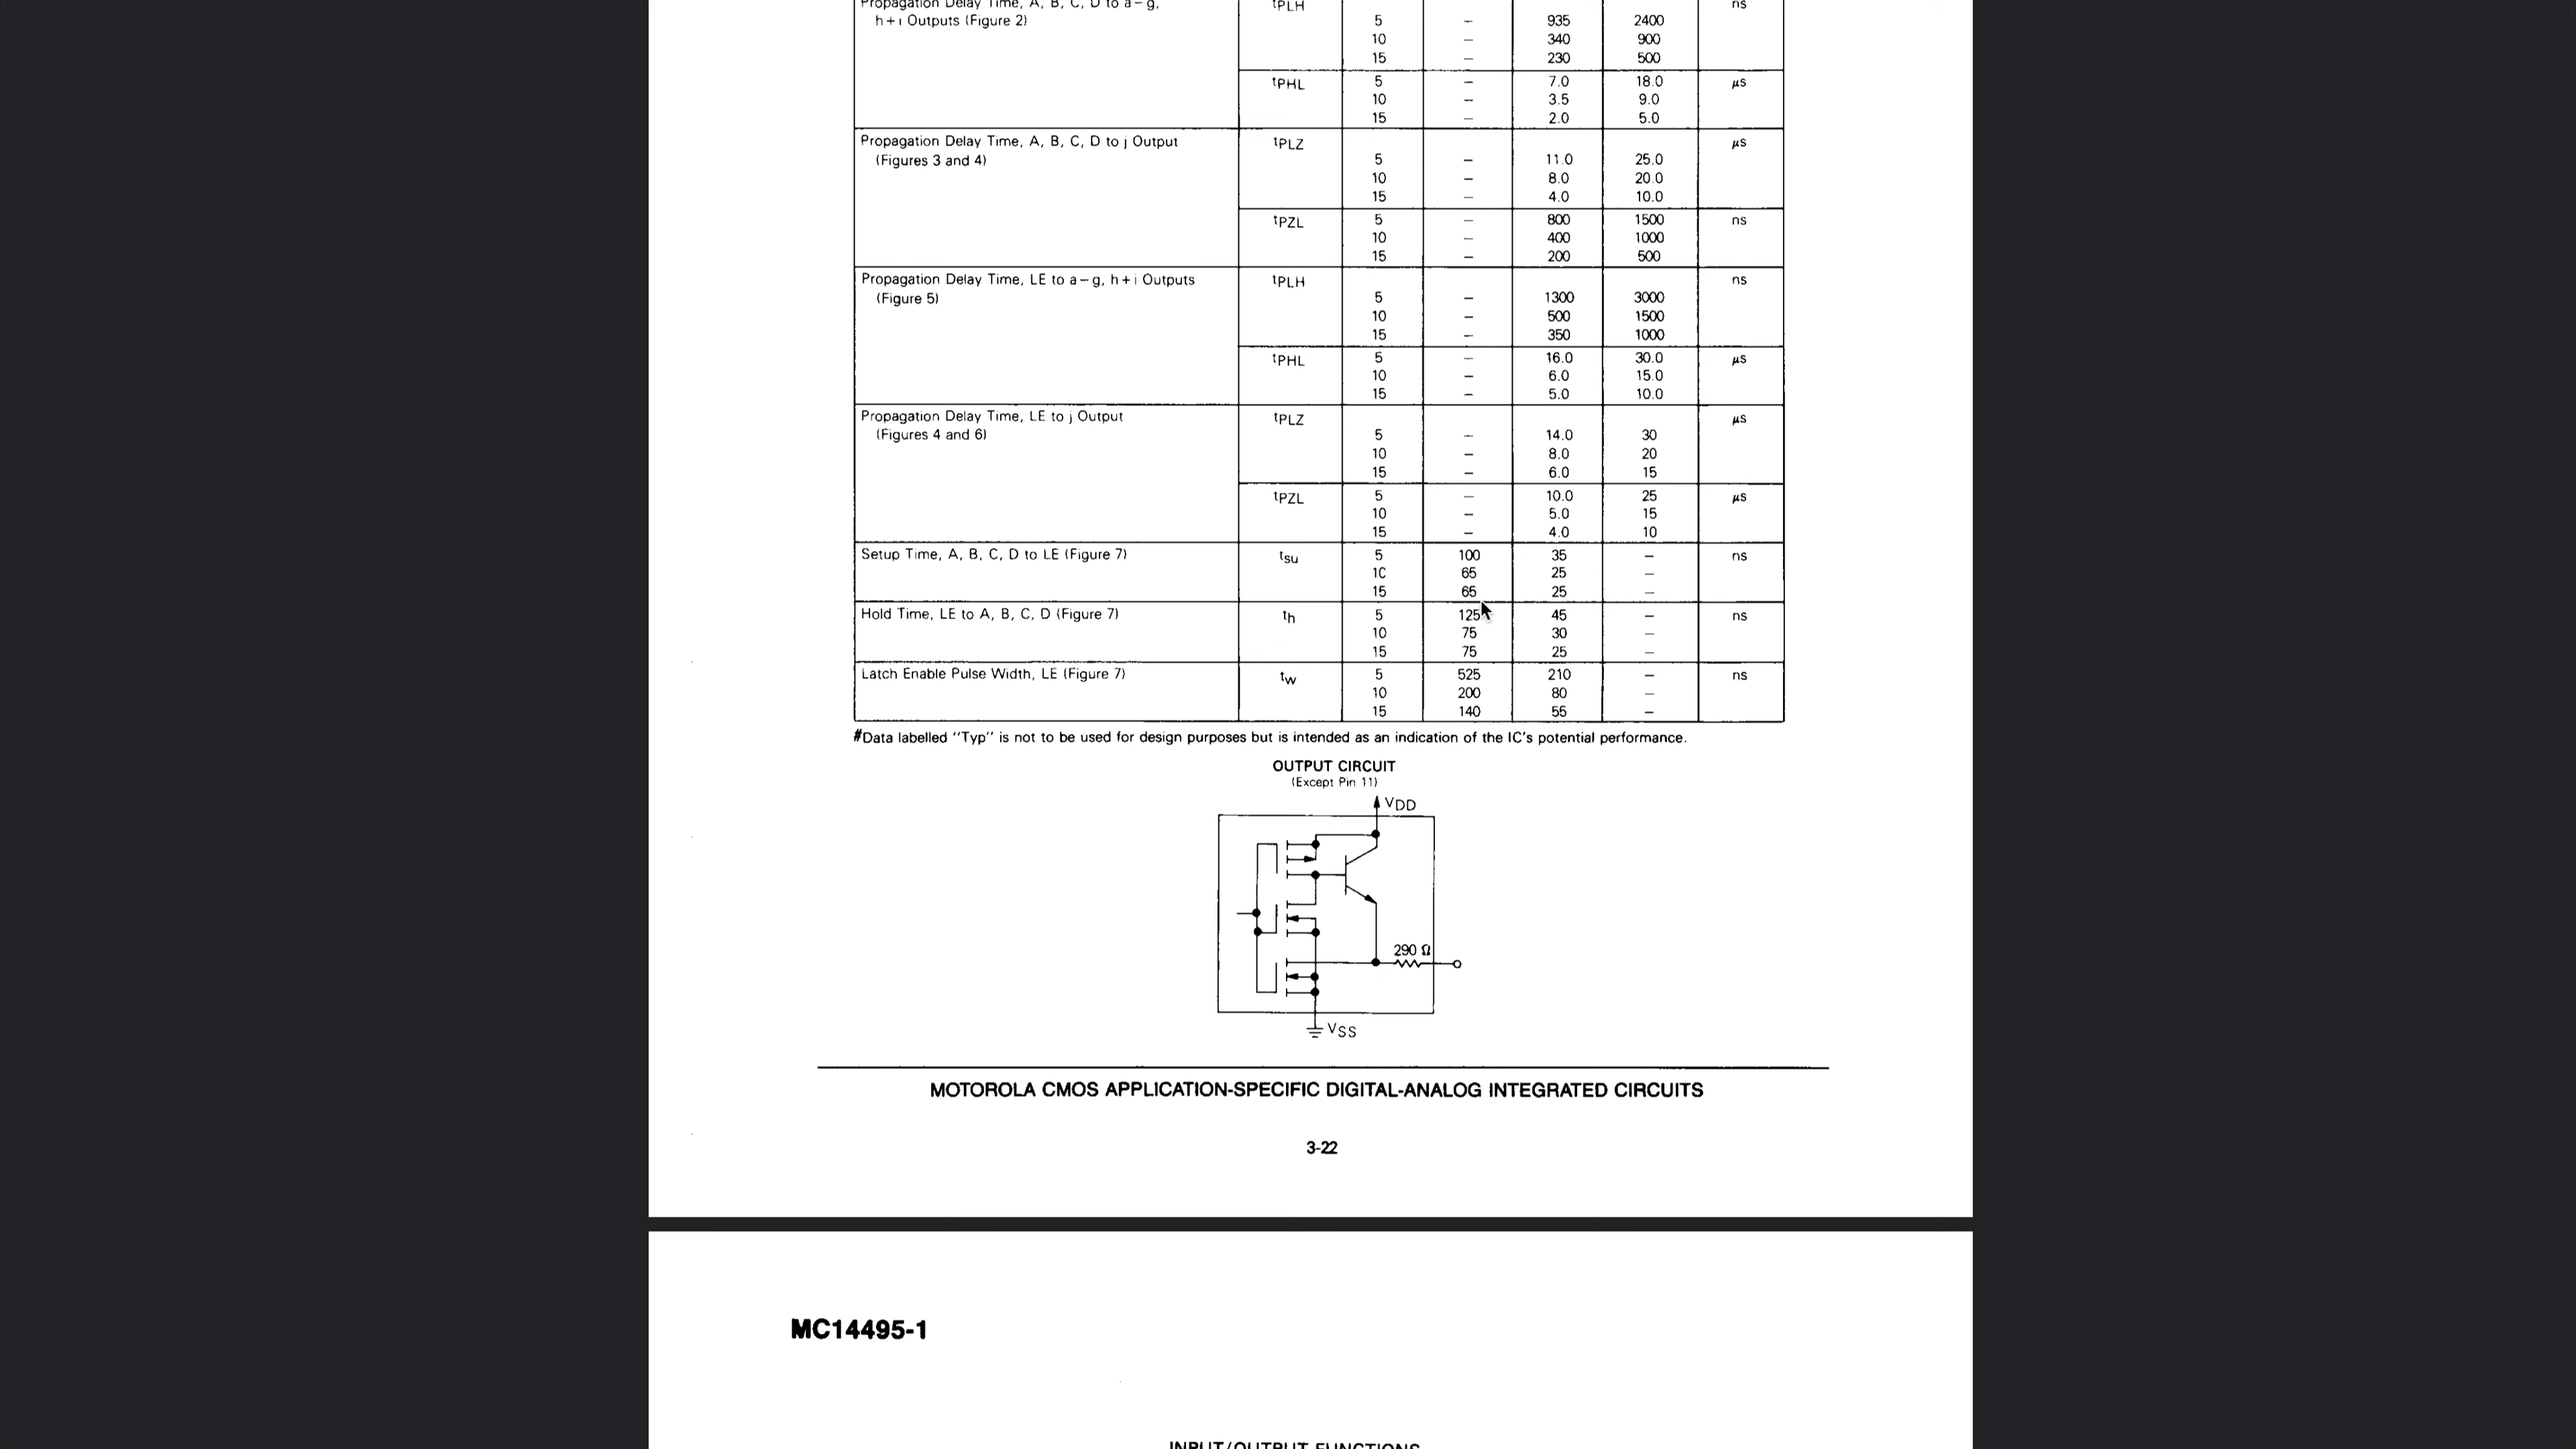 Propagation Delay Time, A, B, C, D to a – g, tPLH ns
h + i Outputs (Figure 2) 5 – 935 2400
10 – 340 900
15 – 230 500
tPHL 5 – 7.0 18.0 µs
10 – 3.5 9.0
15 – 2.0 5.0
Propagation Delay Time, A, B, C, D to j Output tPLZ µs
(Figures 3 and 4) 5 – 11.0 25.0
10 – 8.0 20.0
15 – 4.0 10.0
tPZL 5 – 800 1500 ns
10 – 400 1000
15 – 200 500
Propagation Delay Time, LE to a – g, h + i Outputs tPLH ns
(Figure 5) 5 – 1300 3000
10 – 500 1500
15 – 350 1000
tPHL 5 – 16.0 30.0 µs
10 – 6.0 15.0
15 – 5.0 10.0
Propagation Delay Time, LE to j Output tPLZ µs
(Figures 4 and 6) 5 – 14.0 30
10 – 8.0 20
15 – 6.0 15
tPZL 5 – 10.0 25 µs
10 – 5.0 15
15 – 4.0 10
Setup Time, A, B, C, D to LE (Figure 7) tsu 5 100 35 – ns
10 65 25 –
15 65 25 –
Hold Time, LE to A, B, C, D (Figure 7) th 5 125 45 – ns
10 75 30 –
15 75 25 –
Latch Enable Pulse Width, LE (Figure 7) tw 5 525 210 – ns
10 200 80 –
15 140 55 –
#Data labelled "Typ" is not to be used for design purposes but is intended as an indication of the IC's potential performance.
OUTPUT CIRCUIT
(Except Pin 11)
VDD
290 Ω
VSS
MOTOROLA CMOS APPLICATION-SPECIFIC DIGITAL-ANALOG INTEGRATED CIRCUITS
3-22
MC14495-1
INPUT/OUTPUT FUNCTIONS